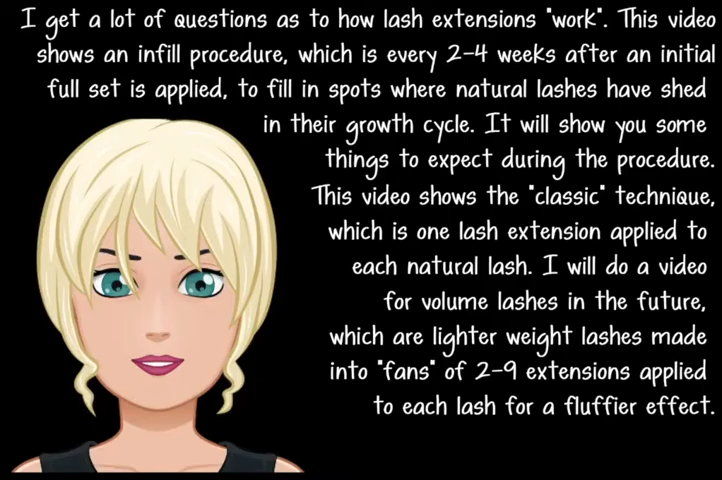 I get a lot of questions as to how lash extensions "work". This video
shows an infill procedure, which is every 2-4 weeks after an initial
full set is applied, to fill in spots where natural lashes have shed
in their growth cycle. It will show you some
things to expect during the procedure.
This video shows the "classic" technique,
which is one lash extension applied to
each natural lash. I will do a video
for volume lashes in the future,
which are lighter weight lashes made
into "fans" of 2-9 extensions applied
to each lash for a fluffier effect.